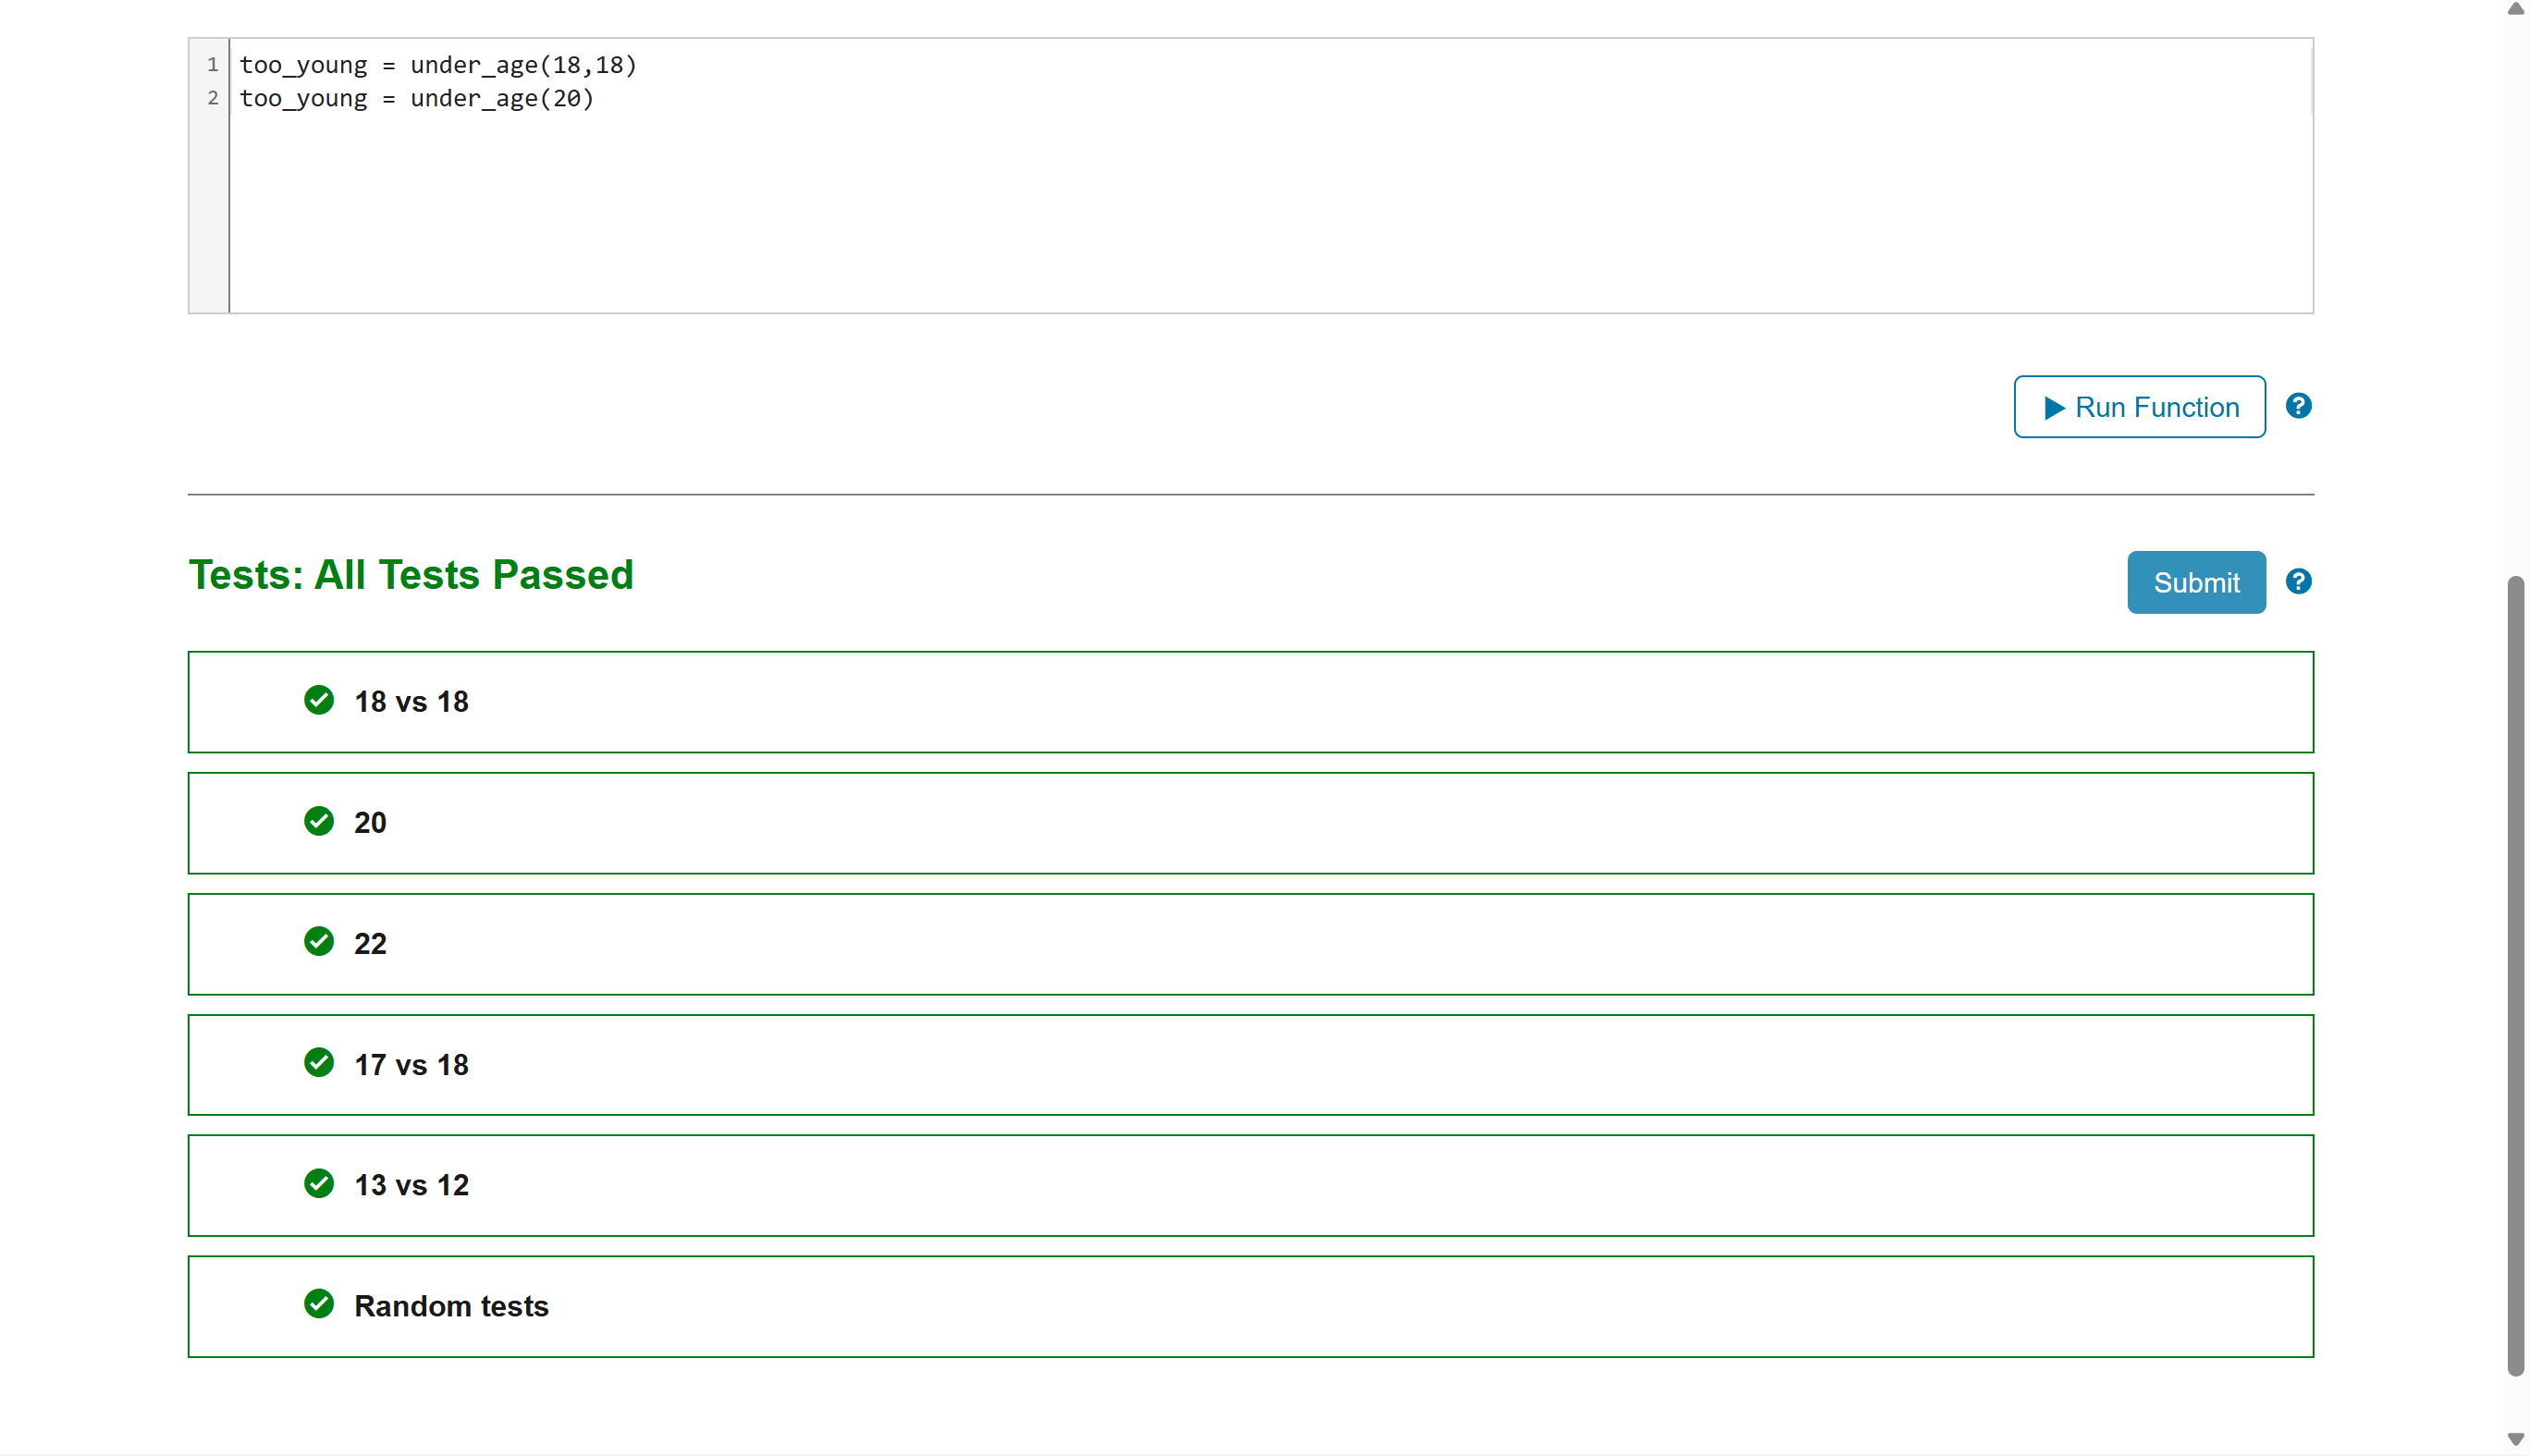 1 too_young = under_age(18,18)
2 too_young = under_age(20)
Run Function ?
Tests: All Tests Passed
Submit ?
18 vs 18
20
22
17 vs 18
13 vs 12
Random tests